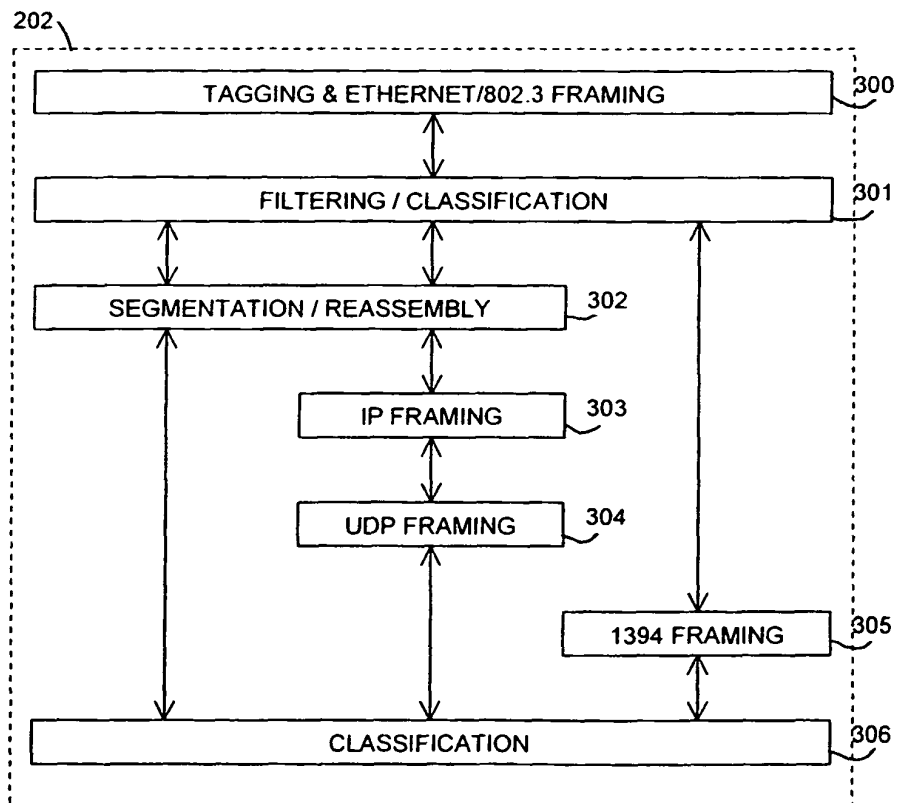 202
TAGGING & ETHERNET/802.3 FRAMING
300
FILTERING / CLASSIFICATION
301
SEGMENTATION / REASSEMBLY
302
IP FRAMING
303
UDP FRAMING
304
1394 FRAMING
305
CLASSIFICATION
306